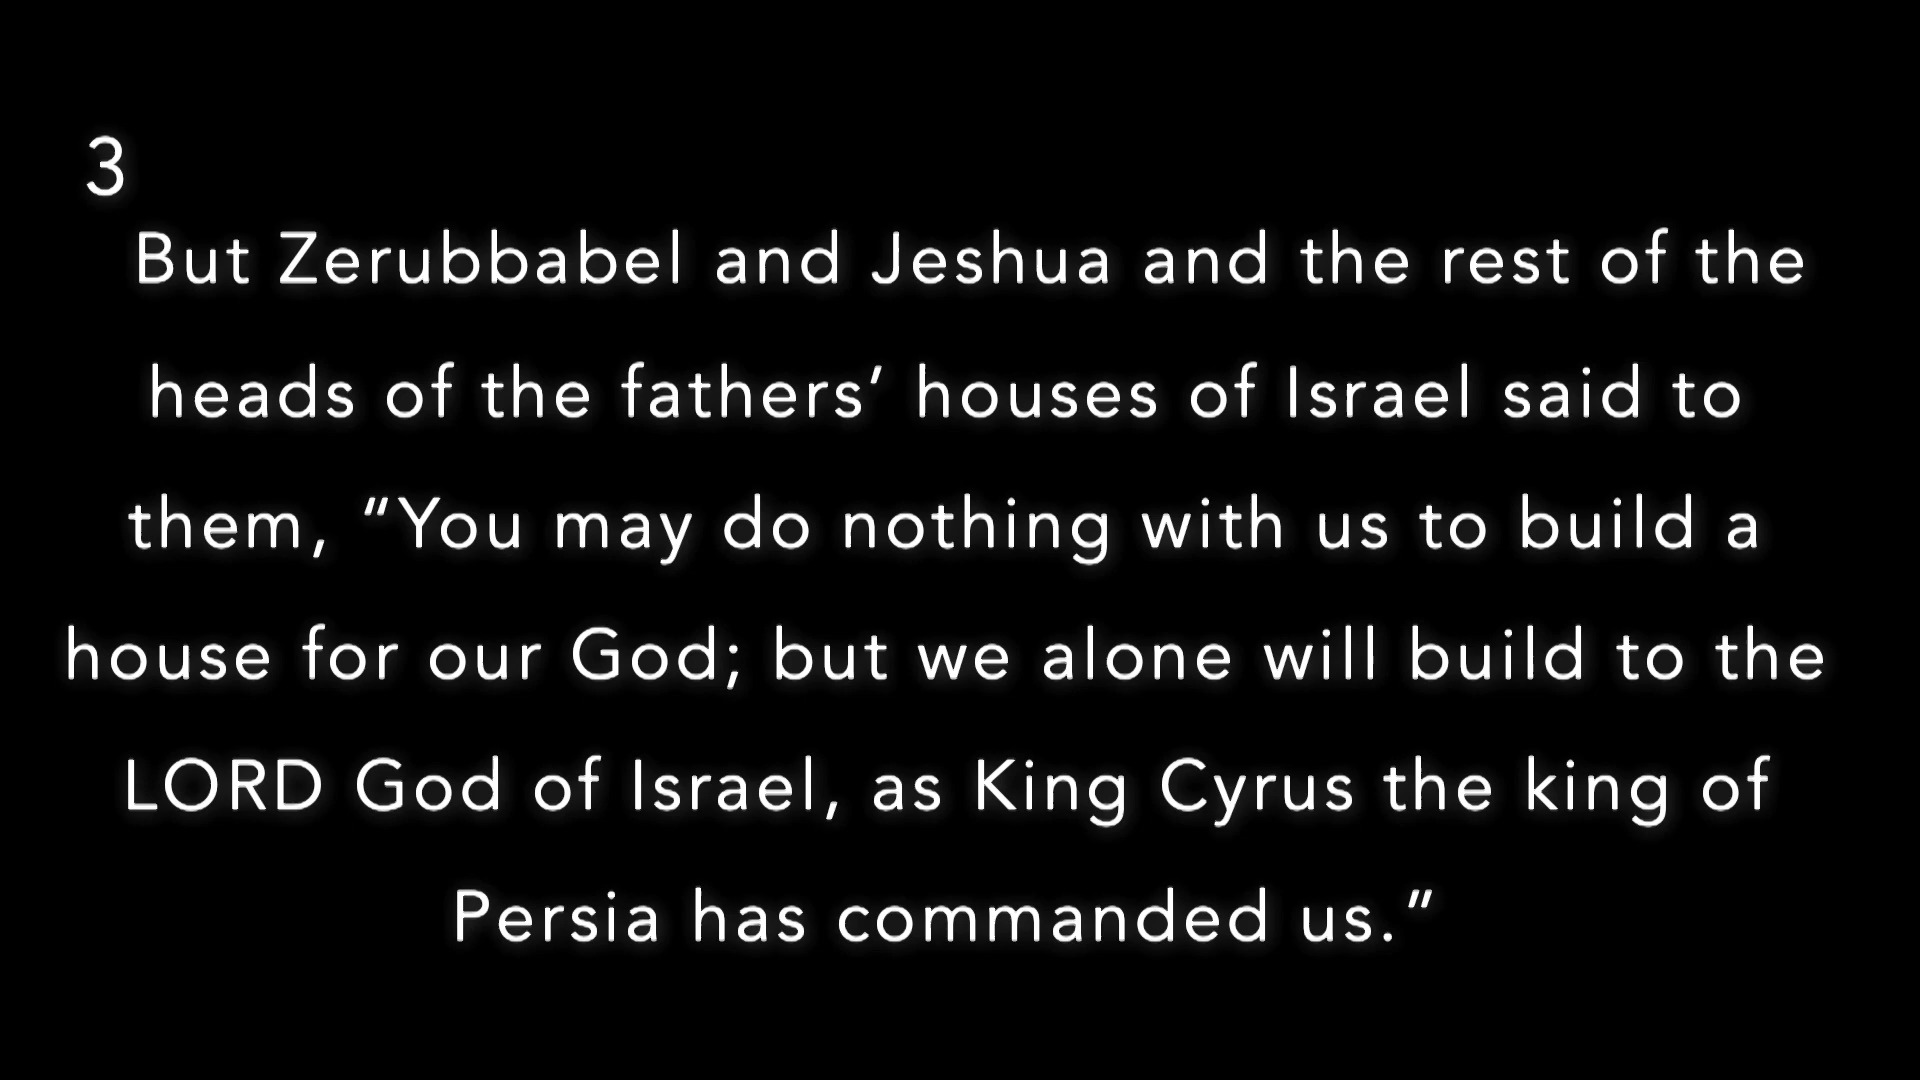 3
But Zerubbabel and Jeshua and the rest of the
heads of the fathers’ houses of Israel said to
them, “You may do nothing with us to build a
house for our God; but we alone will build to the
LORD God of Israel, as King Cyrus the king of
Persia has commanded us.”